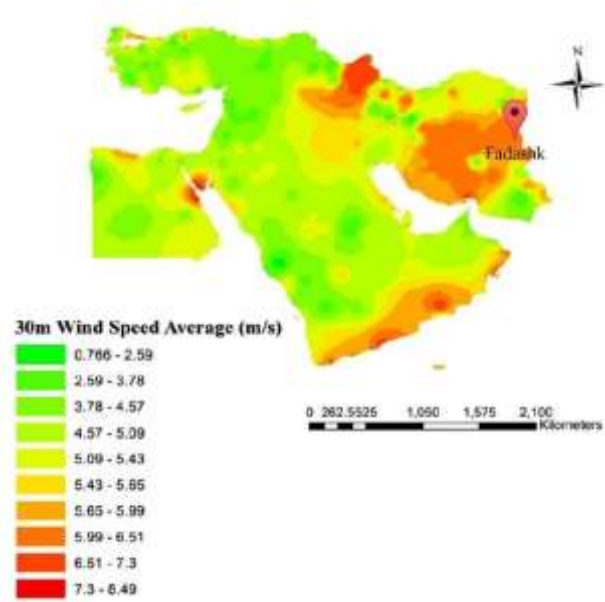 N
Fadashk
30m Wind Speed Average (m/s)
0.766 - 2.59
2.59 - 3.78
3.78 - 4.57
4.57 - 5.09
5.09 - 5.43
5.43 - 5.65
5.65 - 5.99
5.99 - 6.51
6.51 - 7.3
7.3 - 8.49
0 262.5525 1,050 1,575 2,100
Kilometers